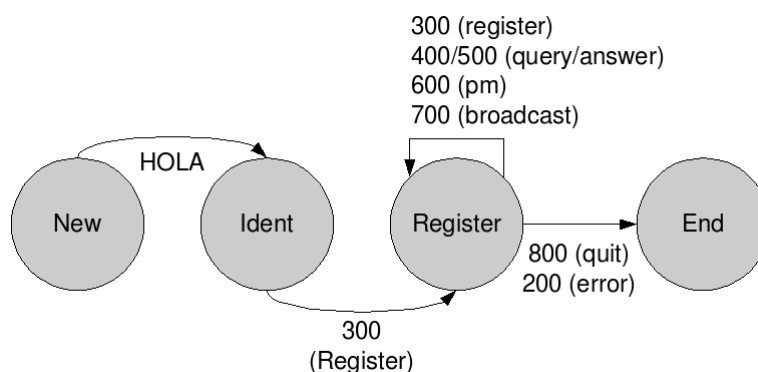 300 (register)
400/500 (query/answer)
600 (pm)
700 (broadcast)
HOLA
New
Ident
Register
End
800 (quit)
200 (error)
300
(Register)